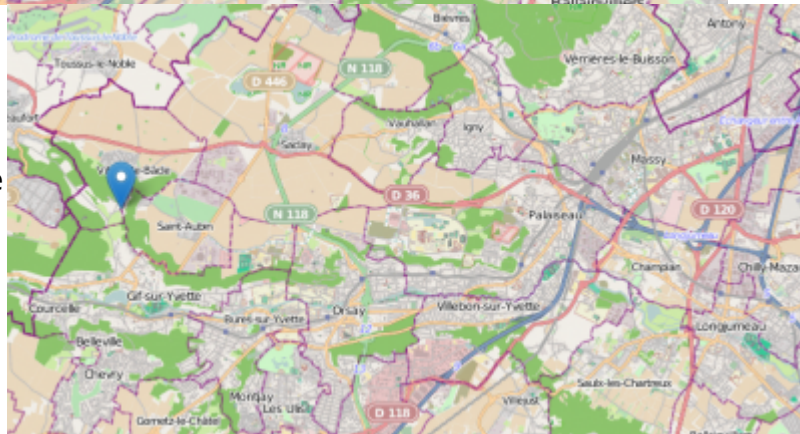 Bièvres
Antony
Toussus-le-Noble
N 118
D 446
Verrières-le-Buisson
Vauhallan
Igny
Saclay
Massy
D 36
D 120
N 118
Palaiseau
Saint-Aubin
Champlan
Chilly-Maza
Gif-sur-Yvette
Courcelle
Bures-sur-Yvette
Orsay
Villebon-sur-Yvette
Longjumeau
Belleville
Chevry
Saulx-les-Chartreux
Montjay
Les Ulis
Villejust
D 118
Gometz-le-Châtel